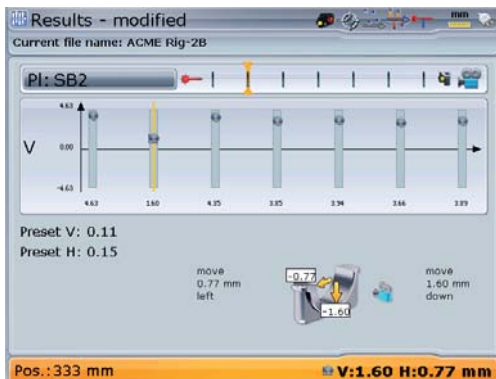 Results - modified
mm
Current file name: ACME Rig-2B
Pl: SB2
4.63
V 0.00
-4.63
4.63 1.60 4.35 3.85 3.94 3.66 3.89
Preset V: 0.11
Preset H: 0.15
move
0.77 mm
left
-0.77
-1.60
move
1.60 mm
down
Pos.:333 mm
V:1.60 H:0.77 mm